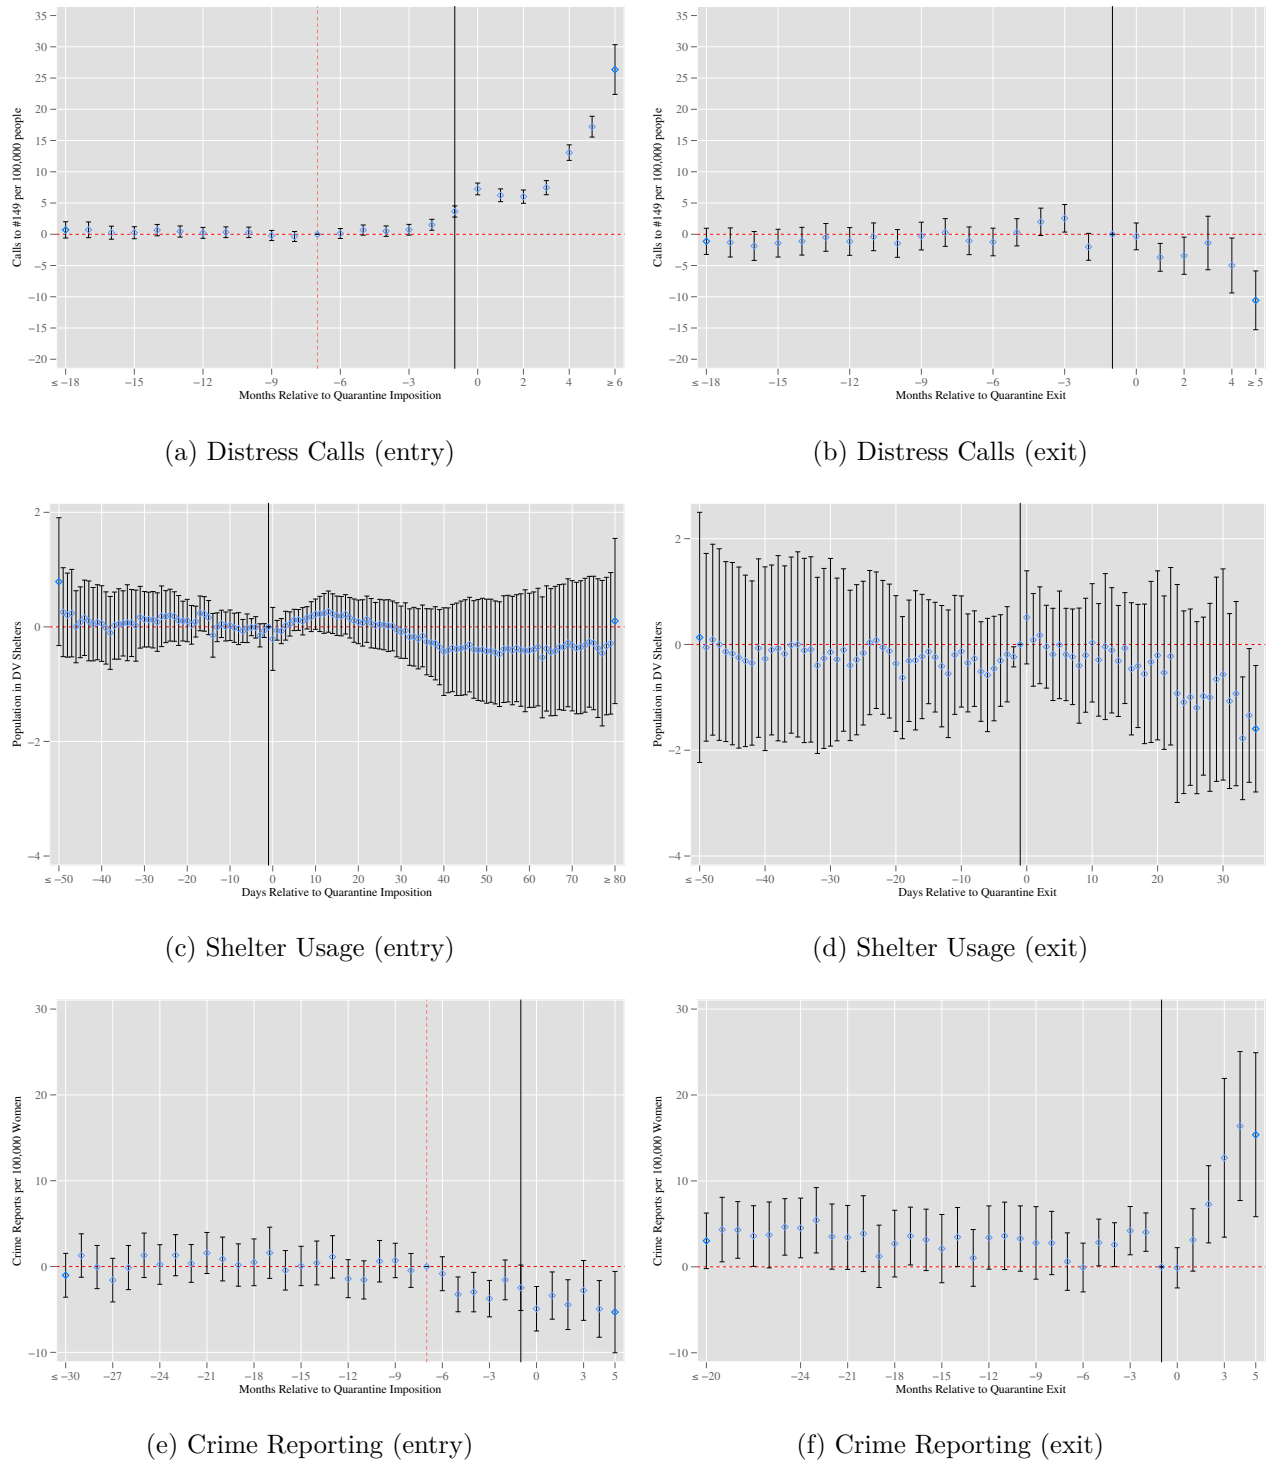 35
30
25
20
15
10
5
0
−5
−10
−15
−20
Calls to #149 per 100,000 people
≤ −18 −15 −12 −9 −6 −3 0 2 4 ≥ 6
Months Relative to Quarantine Imposition
(a) Distress Calls (entry)
35
30
25
20
15
10
5
0
−5
−10
−15
−20
Calls to #149 per 100,000 people
≤ −18 −15 −12 −9 −6 −3 0 2 4 ≥ 5
Months Relative to Quarantine Exit
(b) Distress Calls (exit)
2
0
−2
−4
Population in DV Shelters
≤ −50 −40 −30 −20 −10 0 10 20 30 40 50 60 70 ≥ 80
Days Relative to Quarantine Imposition
(c) Shelter Usage (entry)
2
0
−2
−4
Population in DV Shelters
≤ −50 −40 −30 −20 −10 0 10 20 30
Days Relative to Quarantine Exit
(d) Shelter Usage (exit)
30
20
10
0
−10
Crime Reports per 100,000 Women
≤ −30 −27 −24 −21 −18 −15 −12 −9 −6 −3 0 3 5
Months Relative to Quarantine Imposition
(e) Crime Reporting (entry)
30
20
10
0
−10
Crime Reports per 100,000 Women
≤ −20 −24 −21 −18 −15 −12 −9 −6 −3 0 3 5
Months Relative to Quarantine Exit
(f) Crime Reporting (exit)